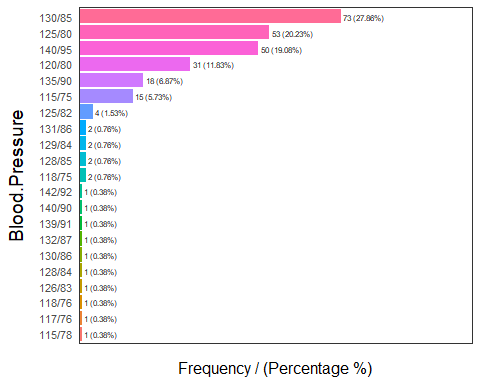 130/85 73 (27.86%)
125/80 53 (20.23%)
140/95 50 (19.08%)
120/80 31 (11.83%)
135/90 18 (6.87%)
115/75 15 (5.73%)
125/82 4 (1.53%)
131/86 2 (0.76%)
129/84 2 (0.76%)
128/85 2 (0.76%)
118/75 2 (0.76%)
142/92 1 (0.38%)
140/90 1 (0.38%)
139/91 1 (0.38%)
132/87 1 (0.38%)
130/86 1 (0.38%)
128/84 1 (0.38%)
126/83 1 (0.38%)
118/76 1 (0.38%)
117/76 1 (0.38%)
115/78 1 (0.38%)
Blood.Pressure
Frequency / (Percentage %)